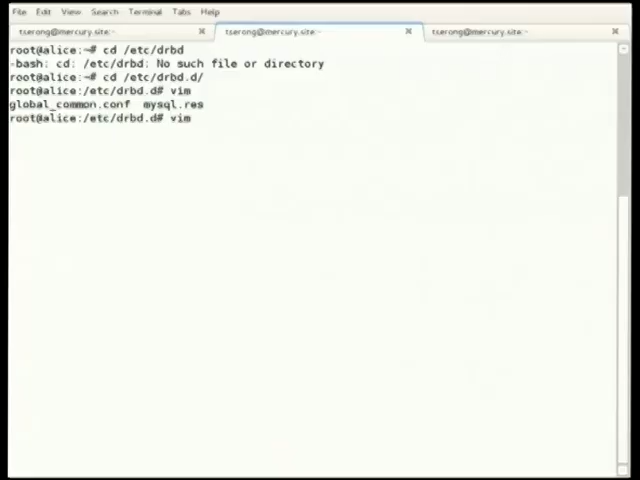 File Edit View Search Terminal Tabs Help
tserong@mercury.site:~ tserong@mercury.site:~ tserong@mercury.site:~
root@alice:~# cd /etc/drbd
-bash: cd: /etc/drbd: No such file or directory
root@alice:~# cd /etc/drbd.d/
root@alice:/etc/drbd.d# vim
global_common.conf mysql.res
root@alice:/etc/drbd.d# vim